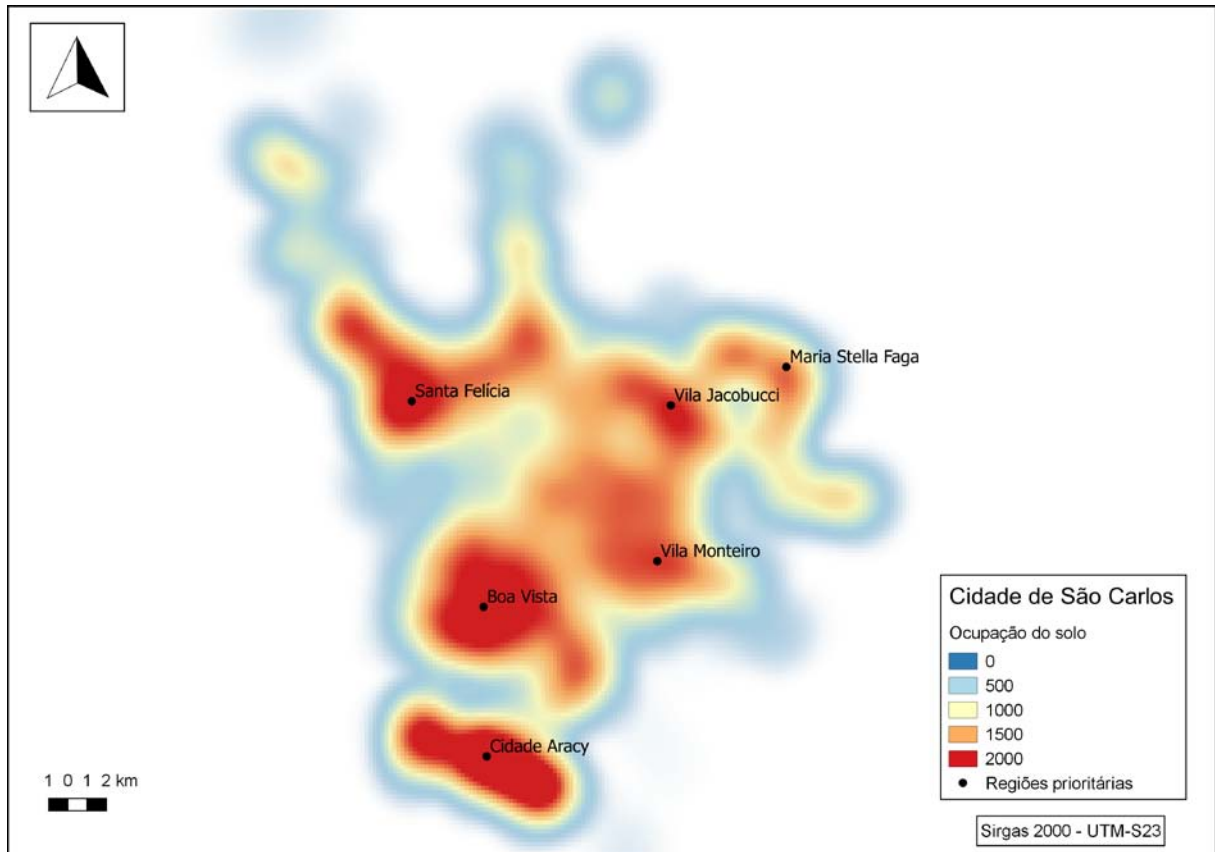 Maria Stella Faga
Santa Felícia
Vila Jacobucci
Vila Monteiro
Boa Vista
Cidade Aracy
1 0 1 2 km
Cidade de São Carlos
Ocupação do solo
0
500
1000
1500
2000
Regiões prioritárias
Sirgas 2000 - UTM-S23